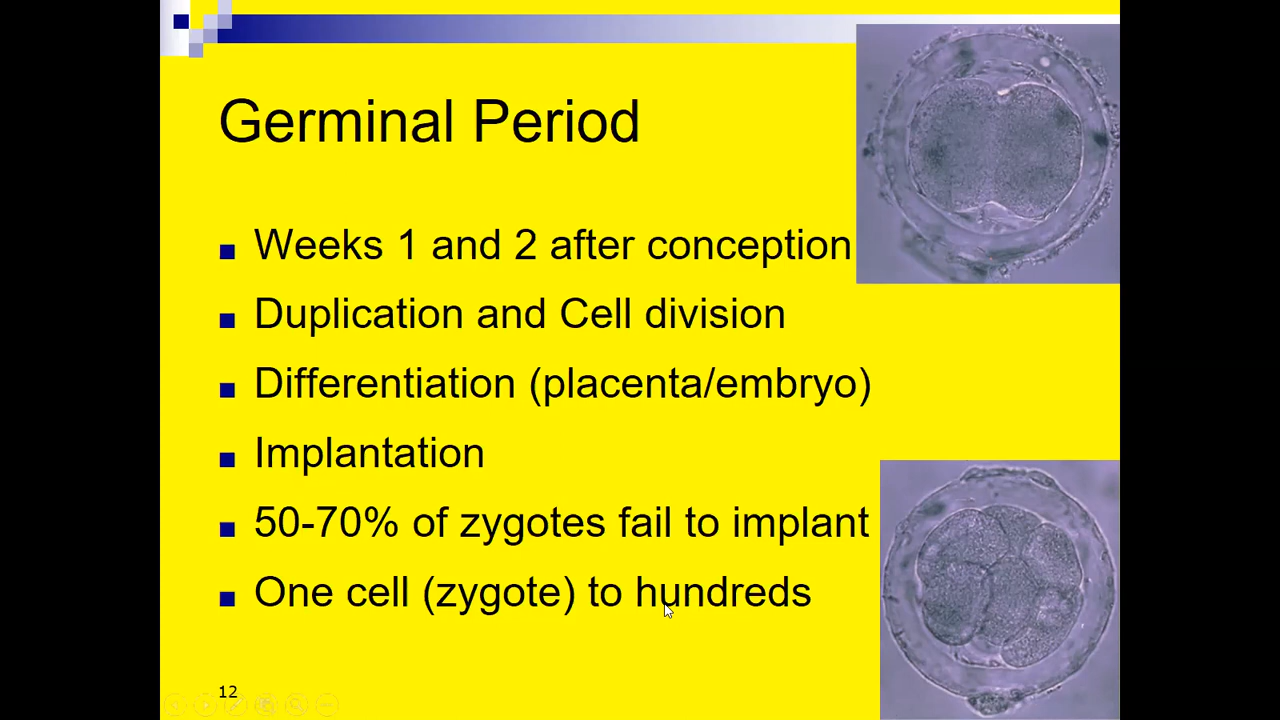 Germinal Period
Weeks 1 and 2 after conception
Duplication and Cell division
Differentiation (placenta/embryo)
Implantation
50-70% of zygotes fail to implant
One cell (zygote) to hundreds
12